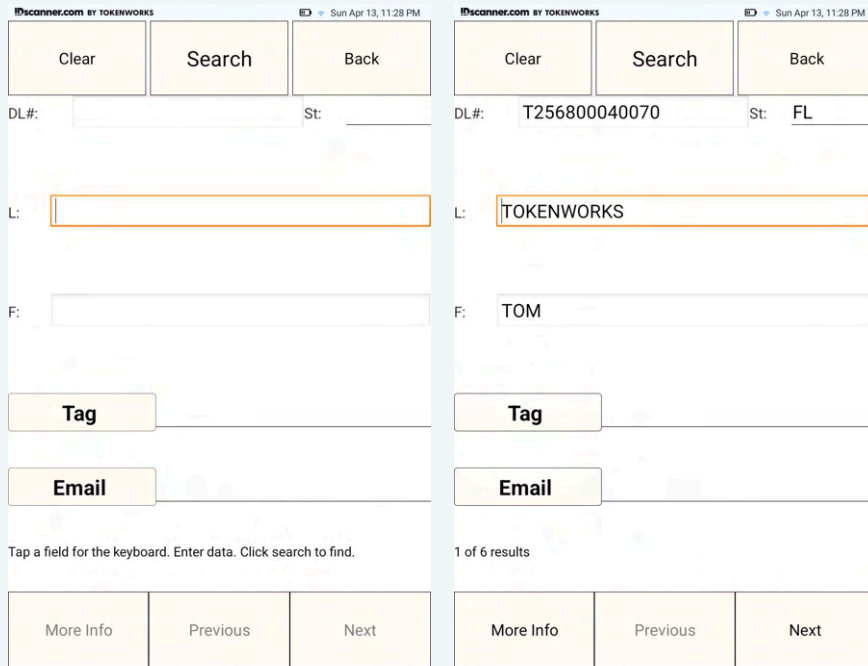 IDscanner.com BY TOKENWORKS Sun Apr 13, 11:28 PM
Clear Search Back
DL#: St:
L:
F:
Tag
Email
Tap a field for the keyboard. Enter data. Click search to find.
More Info Previous Next
IDscanner.com BY TOKENWORKS Sun Apr 13, 11:28 PM
Clear Search Back
DL#: T256800040070 St: FL
L: TOKENWORKS
F: TOM
Tag
Email
1 of 6 results
More Info Previous Next